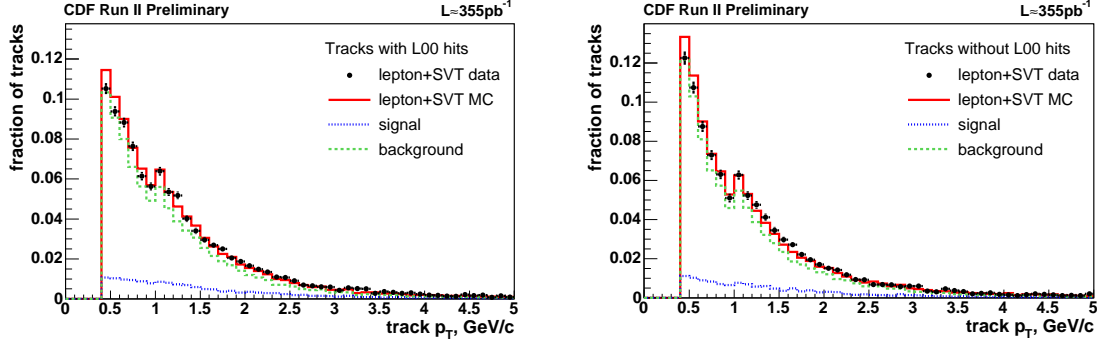 CDF Run II Preliminary L≈355pb⁻¹
fraction of tracks
0.12
0.1
0.08
0.06
0.04
0.02
0
Tracks with L00 hits
lepton+SVT data
lepton+SVT MC
signal
background
0 0.5 1 1.5 2 2.5 3 3.5 4 4.5 5
track p_T, GeV/c
CDF Run II Preliminary L≈355pb⁻¹
fraction of tracks
0.12
0.1
0.08
0.06
0.04
0.02
0
Tracks without L00 hits
lepton+SVT data
lepton+SVT MC
signal
background
0 0.5 1 1.5 2 2.5 3 3.5 4 4.5 5
track p_T, GeV/c